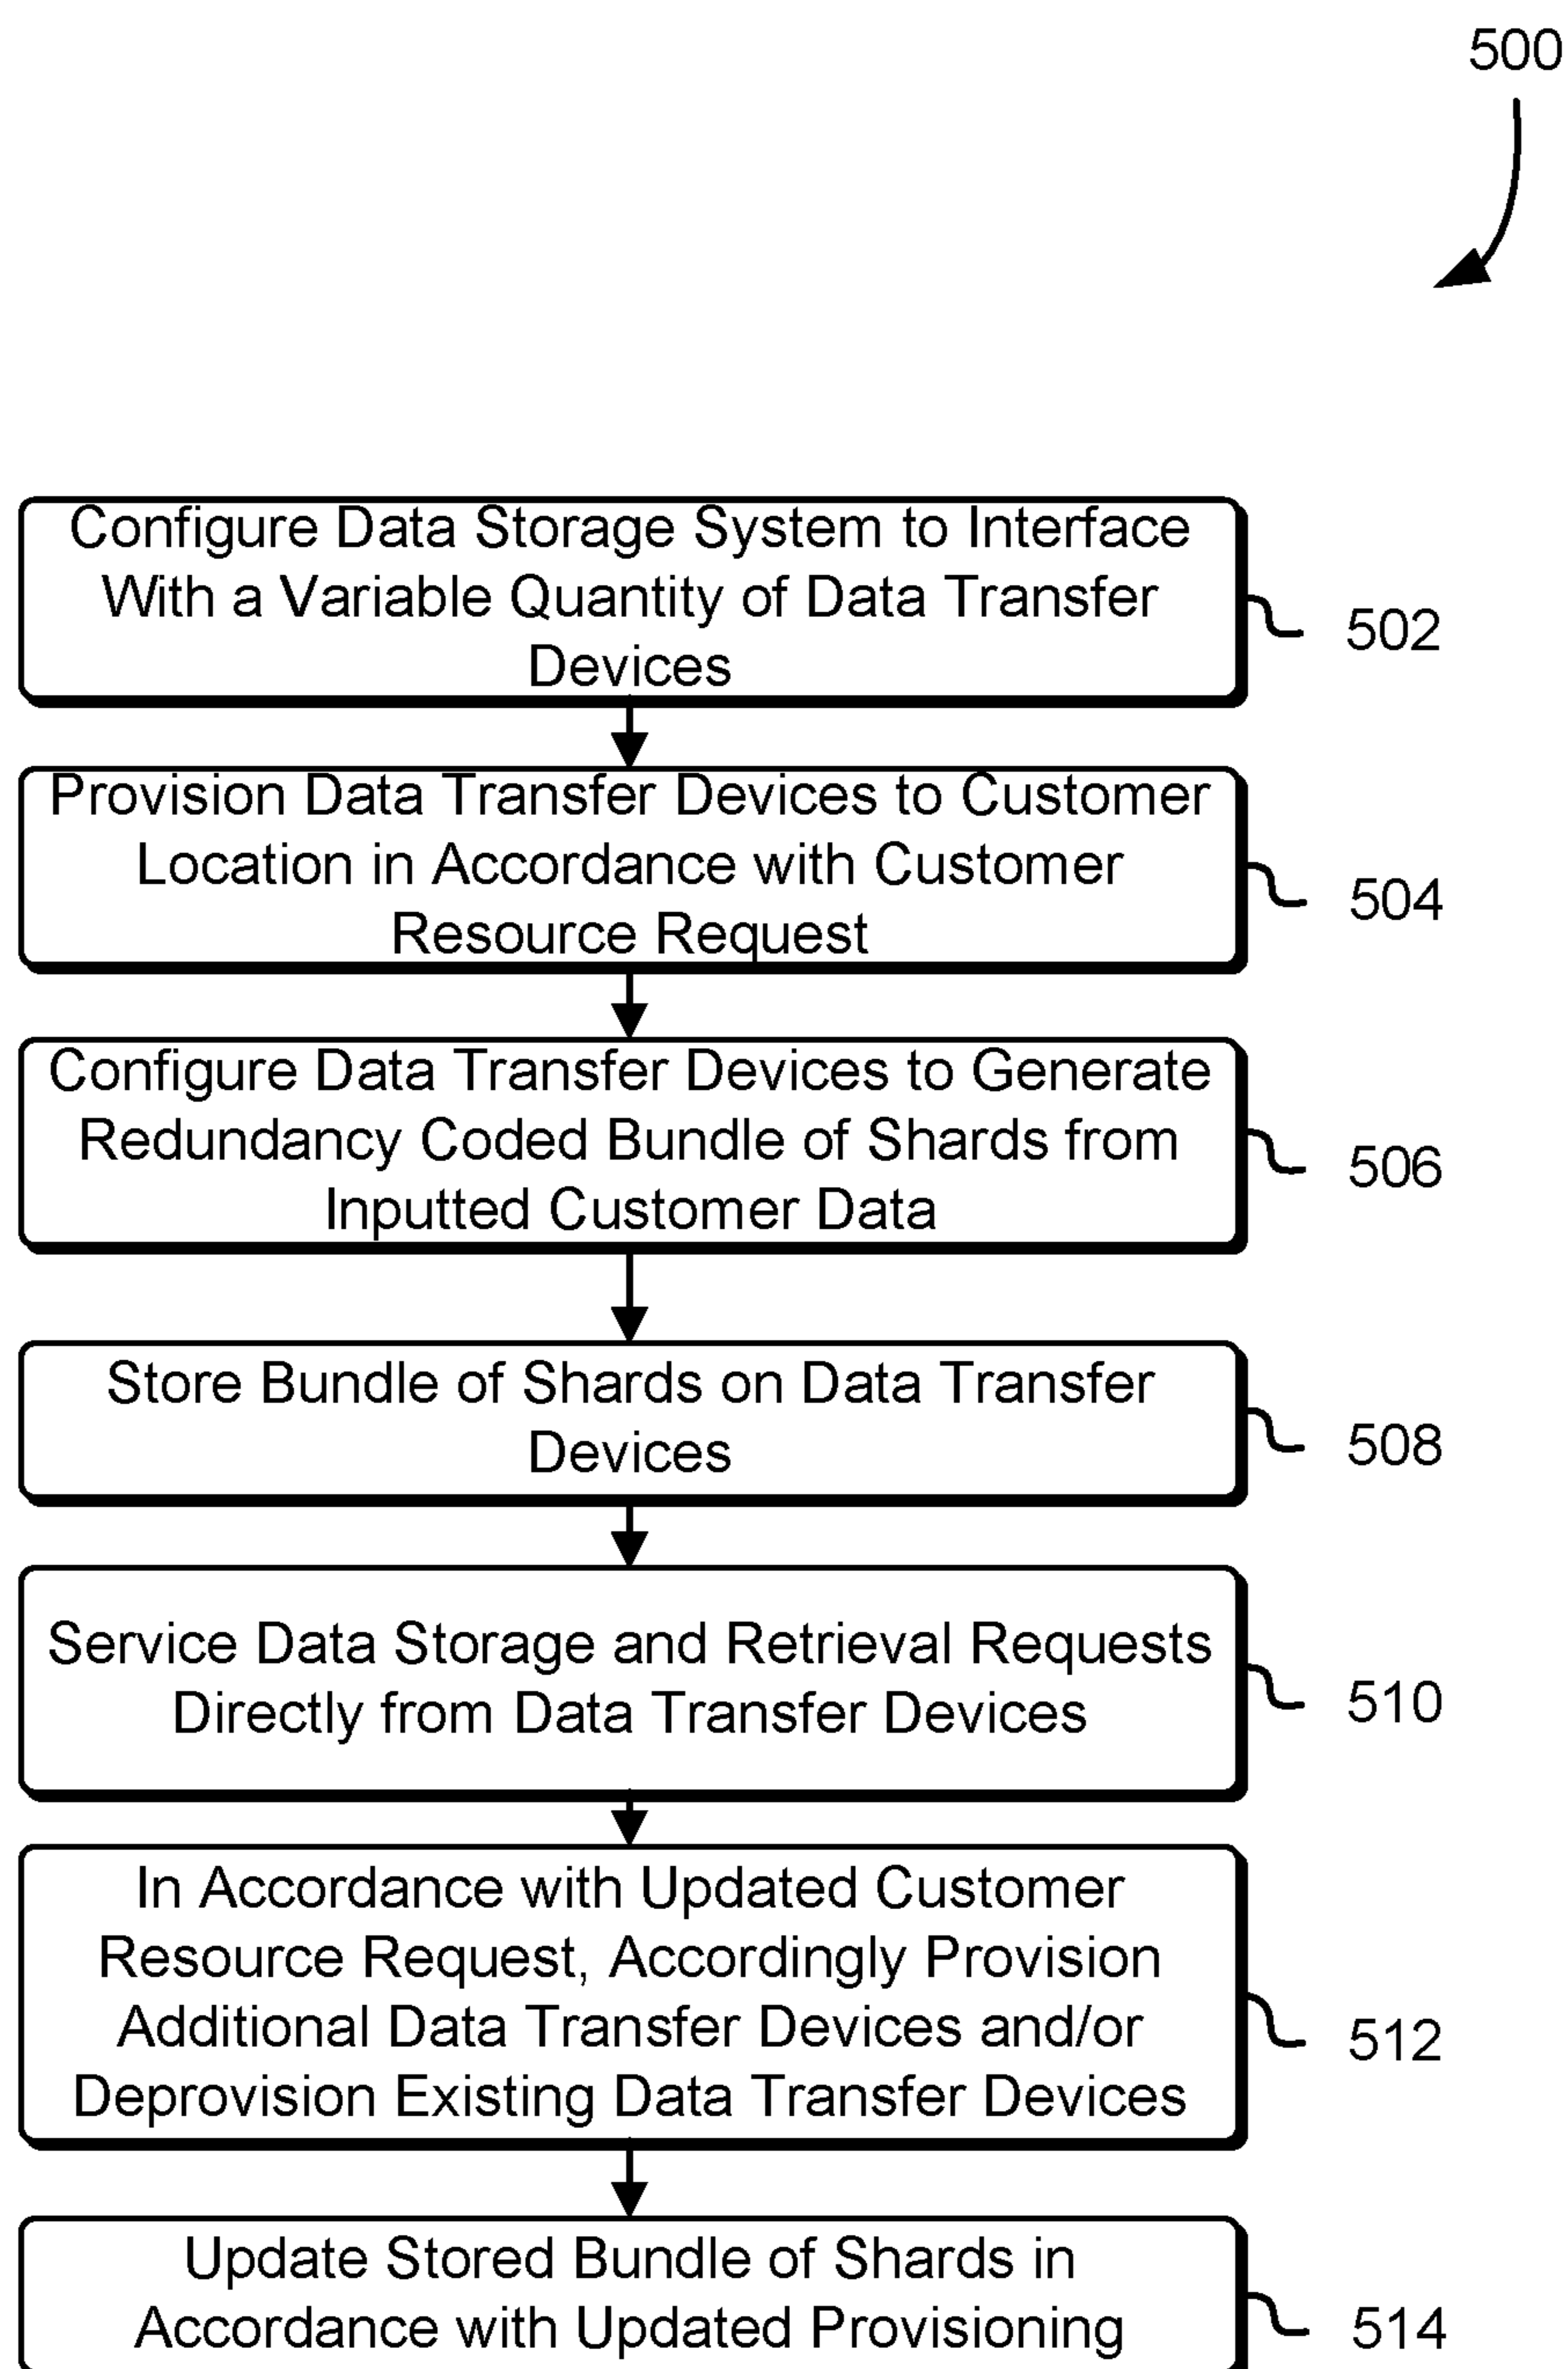 500
Configure Data Storage System to Interface
With a Variable Quantity of Data Transfer
Devices
502
Provision Data Transfer Devices to Customer
Location in Accordance with Customer
Resource Request
504
Configure Data Transfer Devices to Generate
Redundancy Coded Bundle of Shards from
Inputted Customer Data
506
Store Bundle of Shards on Data Transfer
Devices
508
Service Data Storage and Retrieval Requests
Directly from Data Transfer Devices
510
In Accordance with Updated Customer
Resource Request, Accordingly Provision
Additional Data Transfer Devices and/or
Deprovision Existing Data Transfer Devices
512
Update Stored Bundle of Shards in
Accordance with Updated Provisioning
514